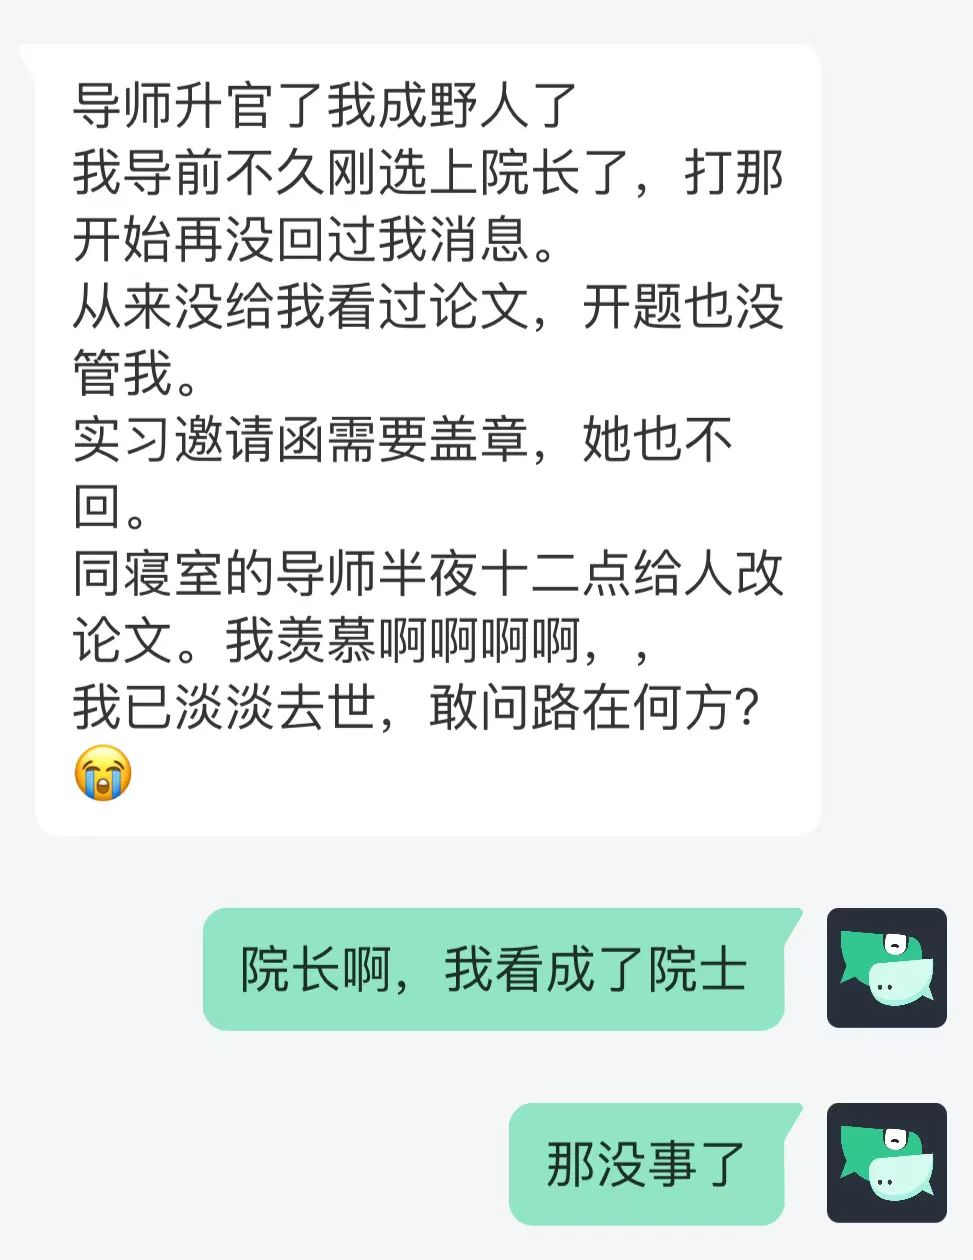 导师升官了我成野人了
我导前不久刚选上院长了，打那
开始再没回过我消息。
从来没给我看过论文，开题也没
管我。
实习邀请函需要盖章，她也不
回。
同寝室的导师半夜十二点给人改
论文。我羡慕啊啊啊啊，，
我已淡淡去世，敢问路在何方？
😭
院长啊，我看成了院士
那没事了